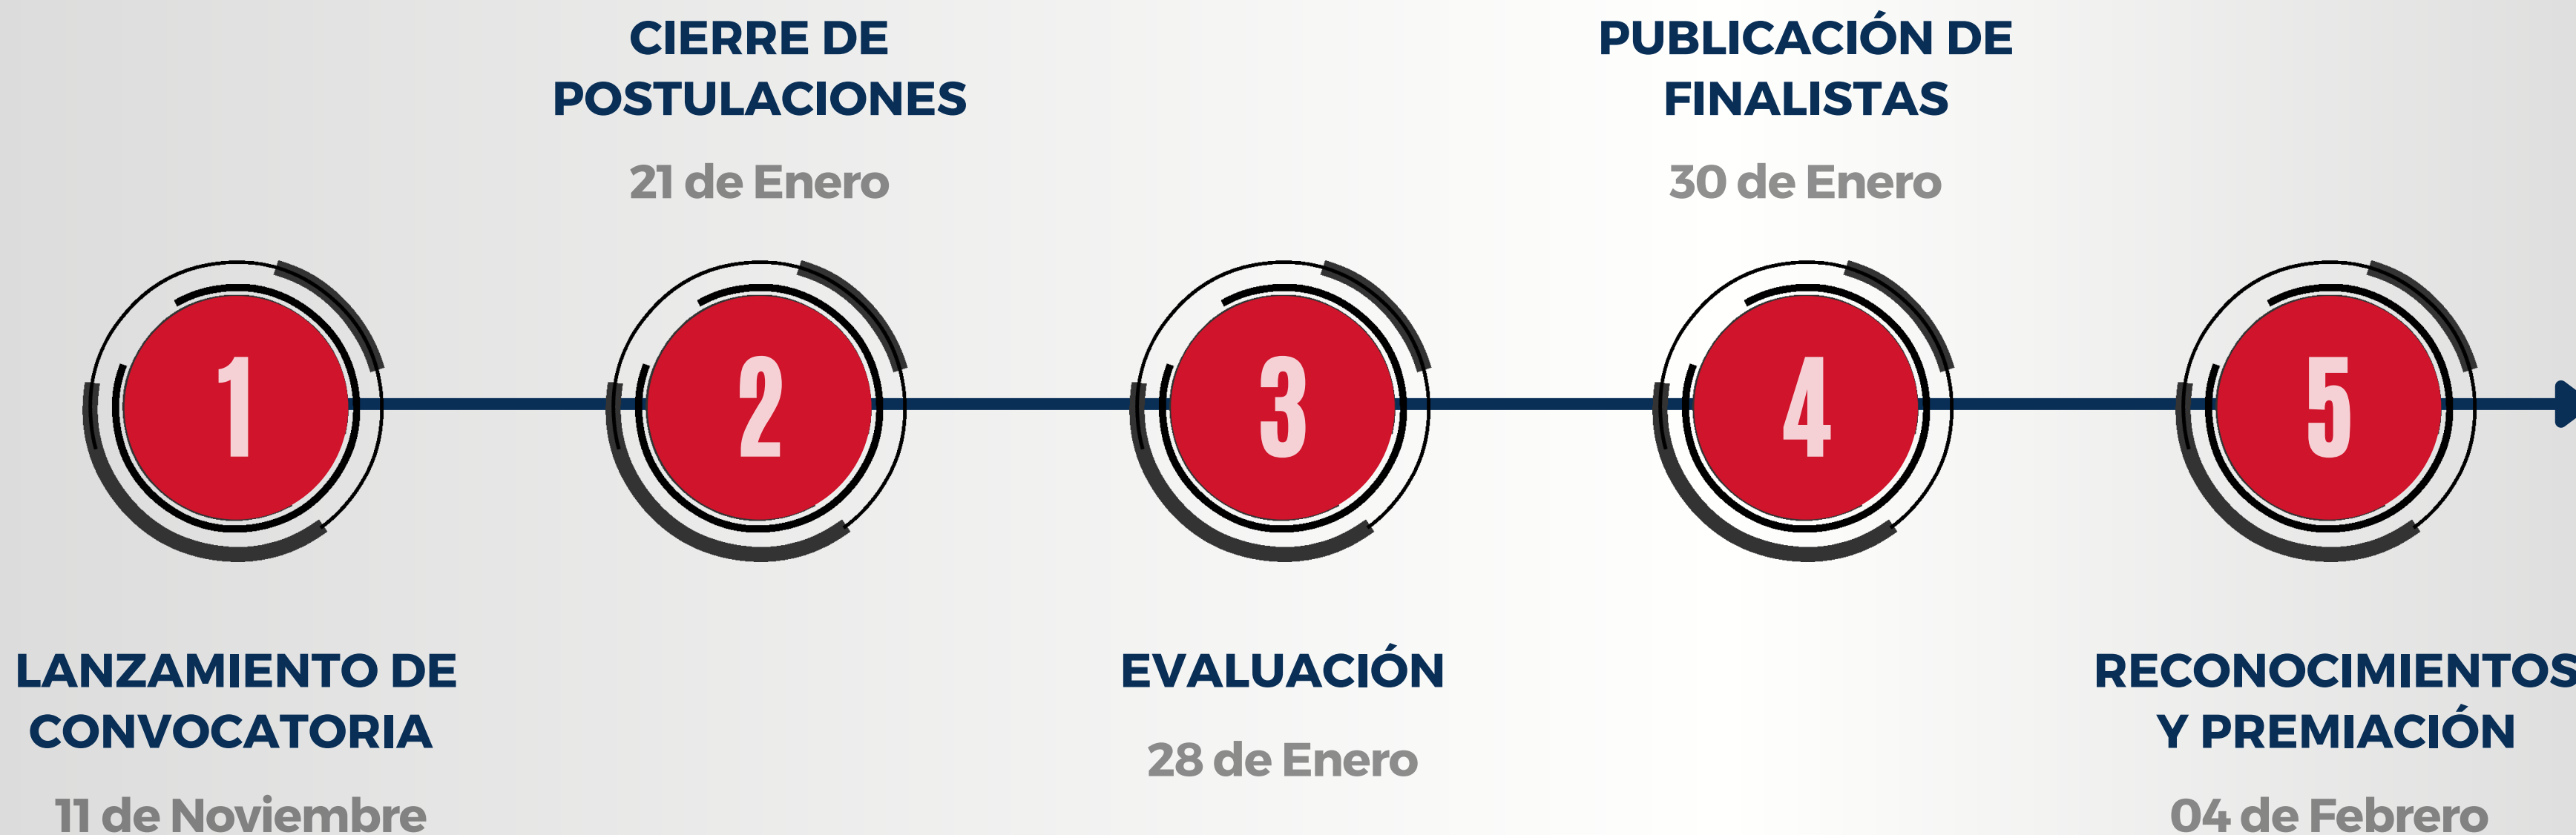 CIERRE DE
POSTULACIONES
21 de Enero
PUBLICACIÓN DE
FINALISTAS
30 de Enero
1
2
3
4
5
LANZAMIENTO DE
CONVOCATORIA
11 de Noviembre
EVALUACIÓN
28 de Enero
RECONOCIMIENTOS
Y PREMIACIÓN
04 de Febrero